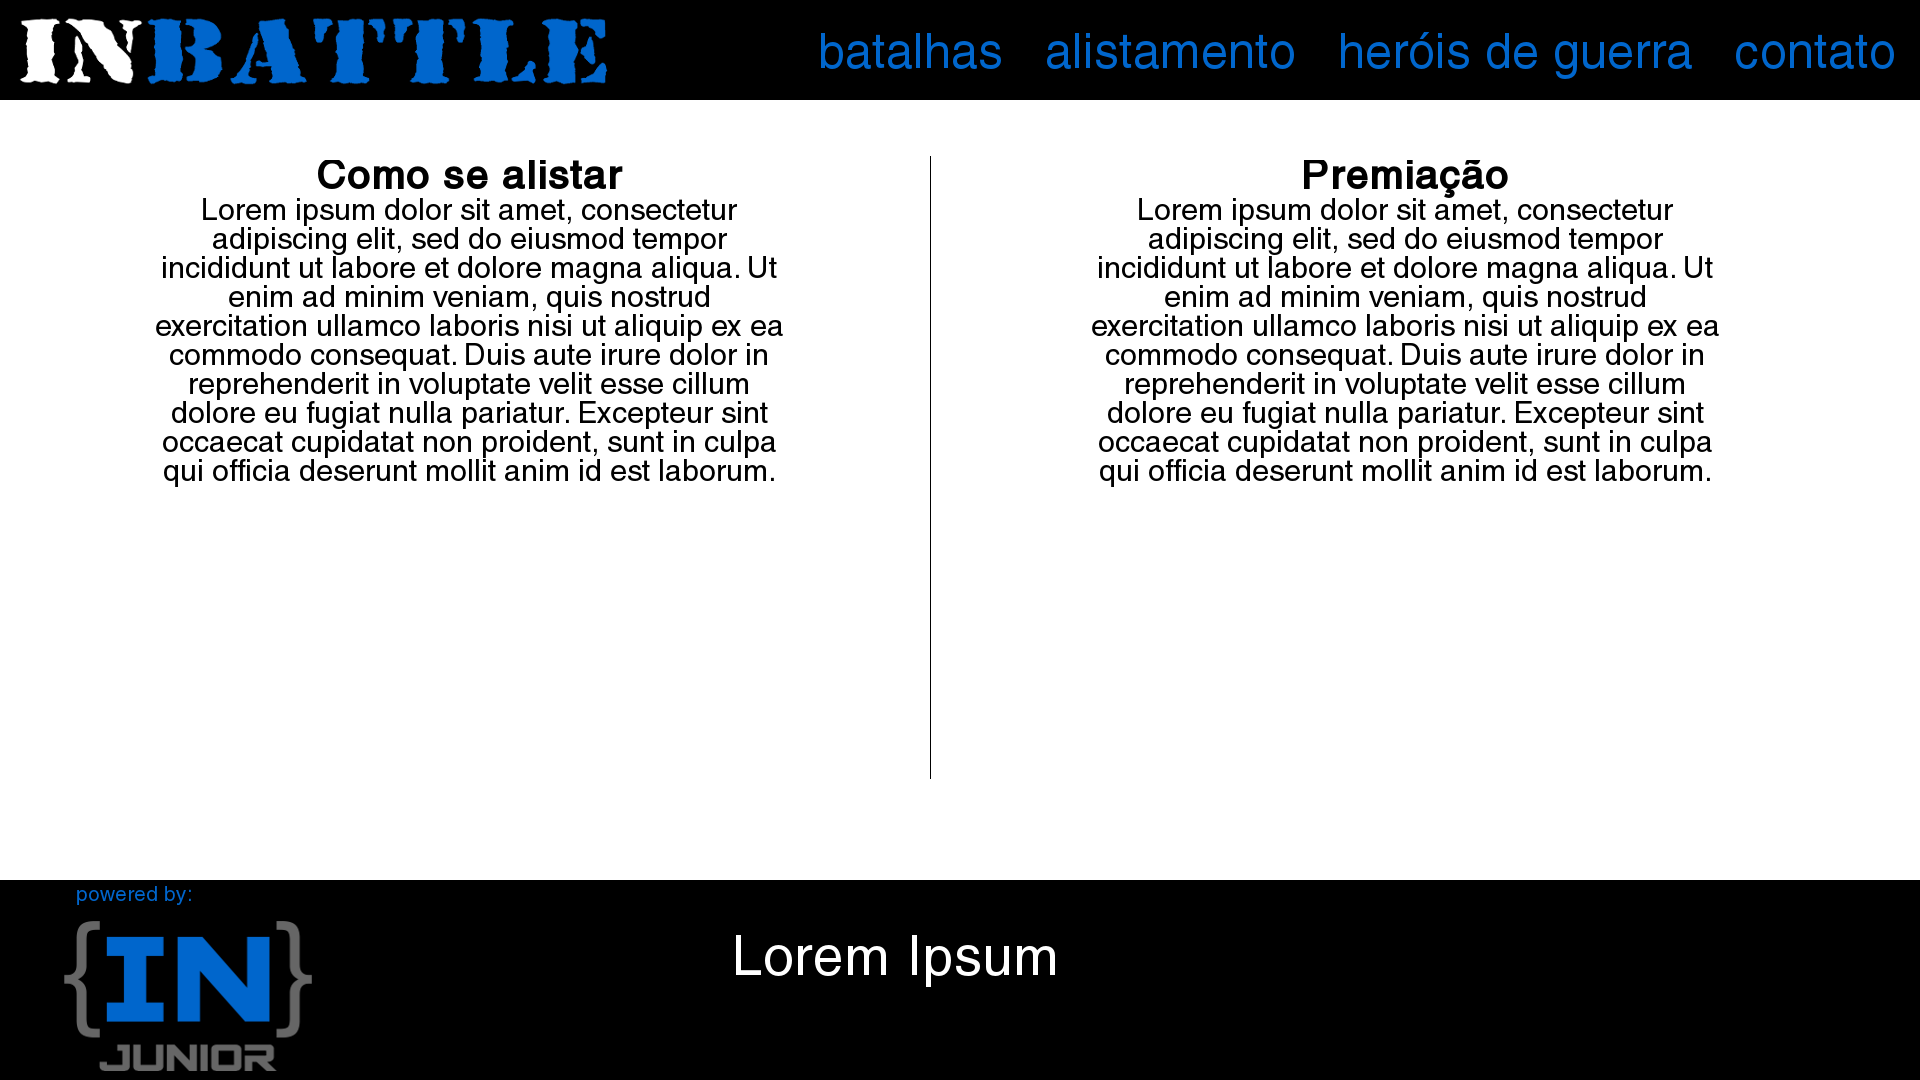 INBATTLE
batalhas alistamento heróis de guerra contato
Como se alistar
Lorem ipsum dolor sit amet, consectetur
adipiscing elit, sed do eiusmod tempor
incididunt ut labore et dolore magna aliqua. Ut
enim ad minim veniam, quis nostrud
exercitation ullamco laboris nisi ut aliquip ex ea
commodo consequat. Duis aute irure dolor in
reprehenderit in voluptate velit esse cillum
dolore eu fugiat nulla pariatur. Excepteur sint
occaecat cupidatat non proident, sunt in culpa
qui officia deserunt mollit anim id est laborum.
Premiação
Lorem ipsum dolor sit amet, consectetur
adipiscing elit, sed do eiusmod tempor
incididunt ut labore et dolore magna aliqua. Ut
enim ad minim veniam, quis nostrud
exercitation ullamco laboris nisi ut aliquip ex ea
commodo consequat. Duis aute irure dolor in
reprehenderit in voluptate velit esse cillum
dolore eu fugiat nulla pariatur. Excepteur sint
occaecat cupidatat non proident, sunt in culpa
qui officia deserunt mollit anim id est laborum.
powered by:
{IN}
JUNIOR
Lorem Ipsum